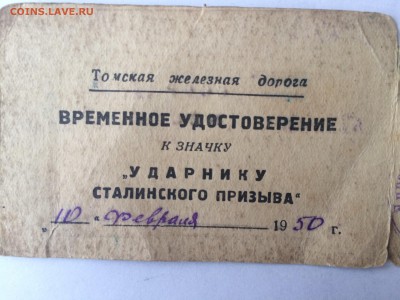 COINS.LAVE.RU
Томская железная дорога
ВРЕМЕННОЕ УДОСТОВЕРЕНИЕ
К ЗНАЧКУ
„УДАРНИКУ
СТАЛИНСКОГО ПРИЗЫВА“
„10“ февраля 1950 г.